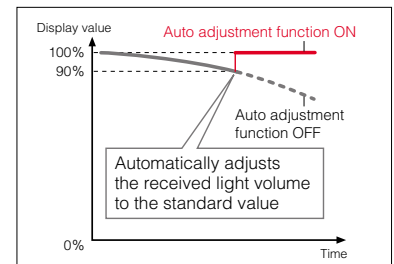 Display value
Auto adjustment function ON
100%
90%
Auto adjustment
function OFF
Automatically adjusts
the received light volume
to the standard value
0%
Time